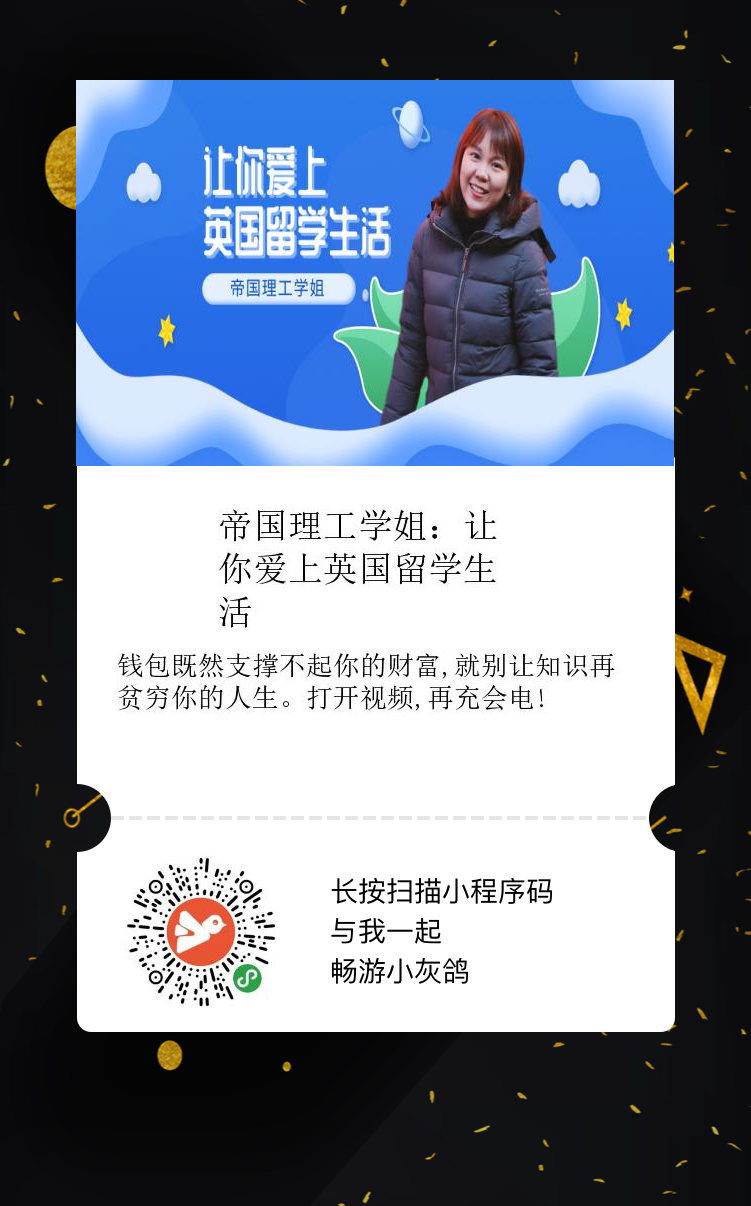 让你爱上
英国留学生活
帝国理工学姐
帝国理工学姐：让
你爱上英国留学生
活
钱包既然支撑不起你的财富,就别让知识再
贫穷你的人生。打开视频,再充会电!
长按扫描小程序码
与我一起
畅游小灰鸽